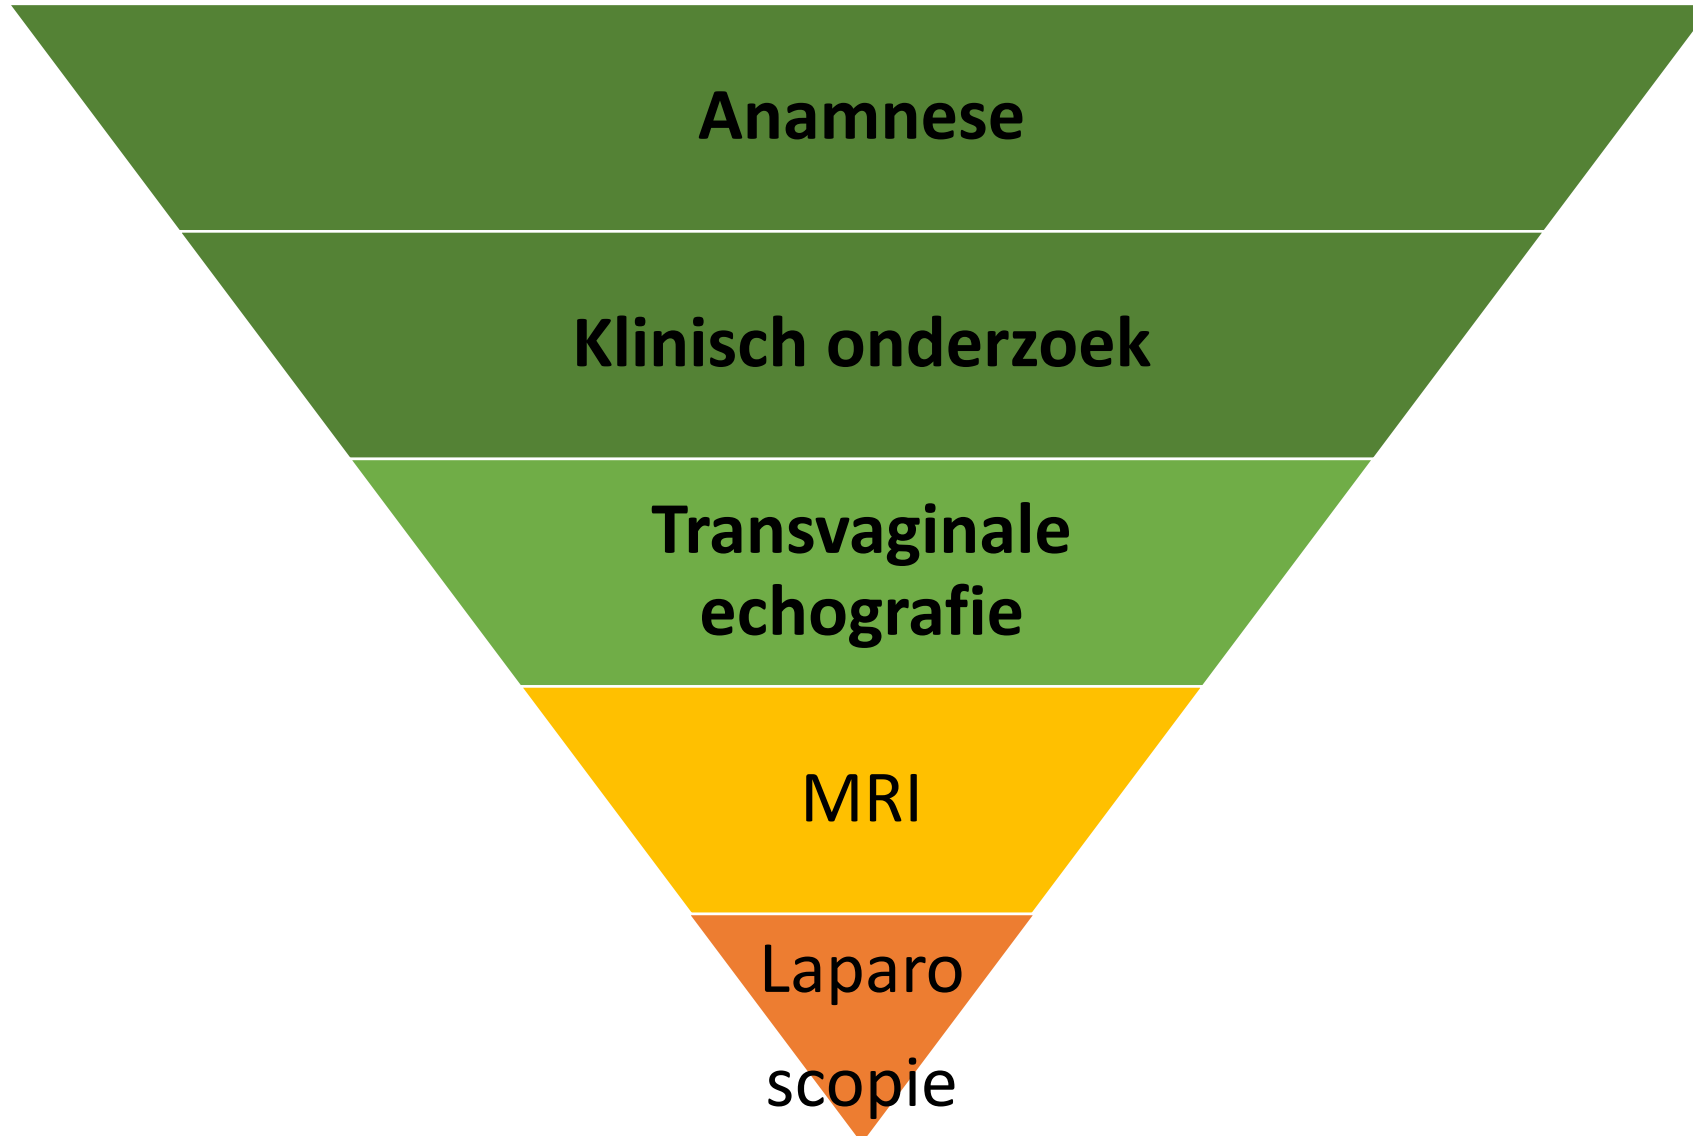 Anamnese
Klinisch onderzoek
Transvaginale
echografie
MRI
Laparo
scopie